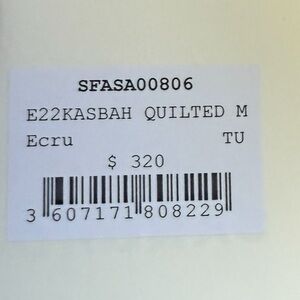 SFASA00806
E22KASBAH QUILTED M
Ecru TU
$ 320
3 607171 808229